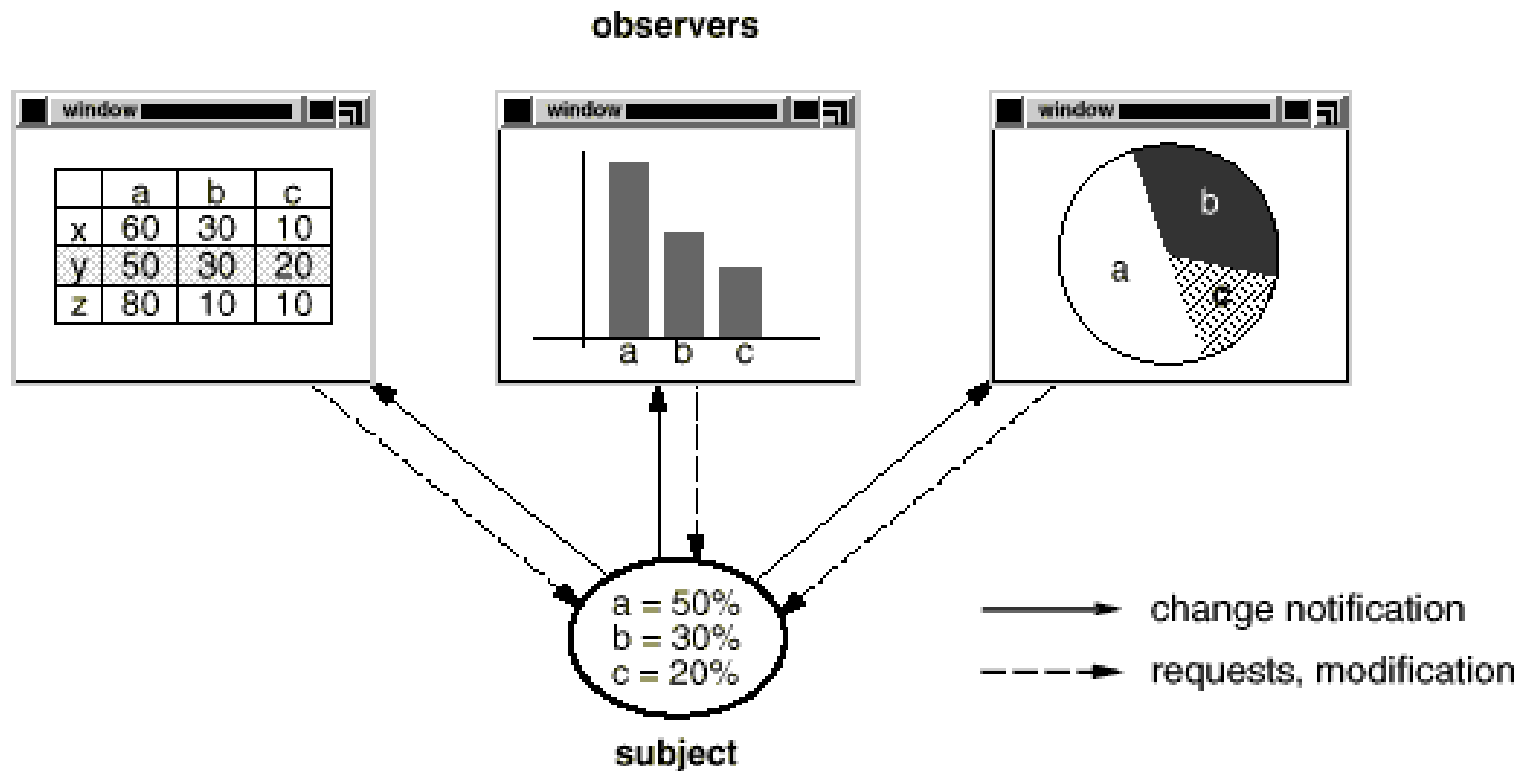 observers
window
a b c
x 60 30 10
y 50 30 20
z 80 10 10
window
a b c
window
b
a
c
a = 50%
b = 30%
c = 20%
subject
change notification
requests, modification